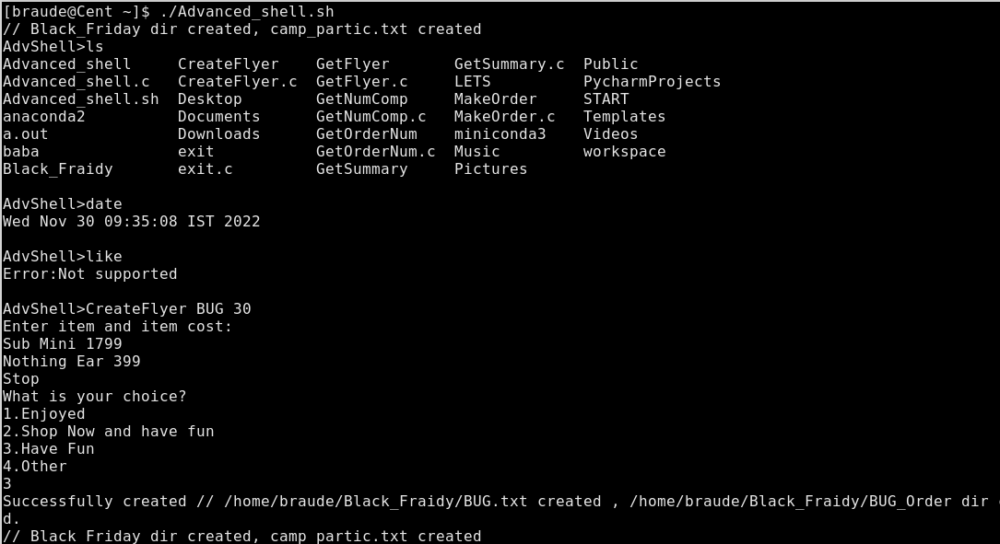 [braude@Cent ~]$ ./Advanced_shell.sh
// Black_Friday dir created, camp_partic.txt created
AdvShell>ls
Advanced_shell     CreateFlyer    GetFlyer       GetSummary.c  Public
Advanced_shell.c   CreateFlyer.c  GetFlyer.c     LETS          PycharmProjects
Advanced_shell.sh  Desktop        GetNumComp     MakeOrder     START
anaconda2          Documents      GetNumComp.c   MakeOrder.c   Templates
a.out              Downloads      GetOrderNum    miniconda3    Videos
baba               exit           GetOrderNum.c  Music         workspace
Black_Fraidy       exit.c         GetSummary     Pictures
AdvShell>date
Wed Nov 30 09:35:08 IST 2022
AdvShell>like
Error:Not supported
AdvShell>CreateFlyer BUG 30
Enter item and item cost:
Sub Mini 1799
Nothing Ear 399
Stop
What is your choice?
1.Enjoyed
2.Shop Now and have fun
3.Have Fun
4.Other
3
Successfully created // /home/braude/Black_Fraidy/BUG.txt created , /home/braude/Black_Fraidy/BUG_Order dir
d.
// Black Friday dir created, camp partic.txt created